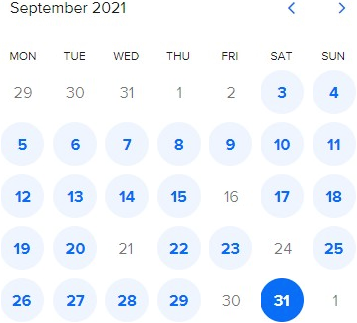 September 2021
MON TUE WED THU FRI SAT SUN
29 30 31 1 2 3 4
5 6 7 8 9 10 11
12 13 14 15 16 17 18
19 20 21 22 23 24 25
26 27 28 29 30 31 1